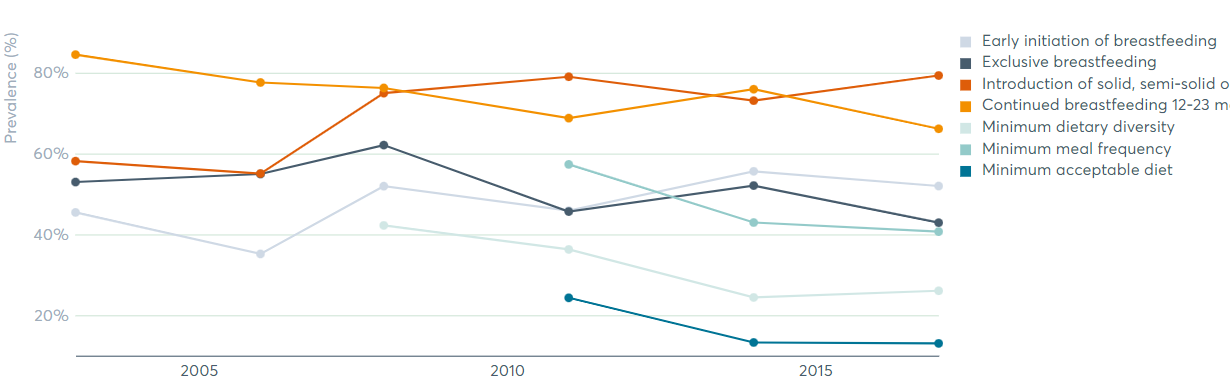 Prevalence (%)
80%
60%
40%
20%
2005
2010
2015
Early initiation of breastfeeding
Exclusive breastfeeding
Introduction of solid, semi-solid o
Continued breastfeeding 12-23 m
Minimum dietary diversity
Minimum meal frequency
Minimum acceptable diet